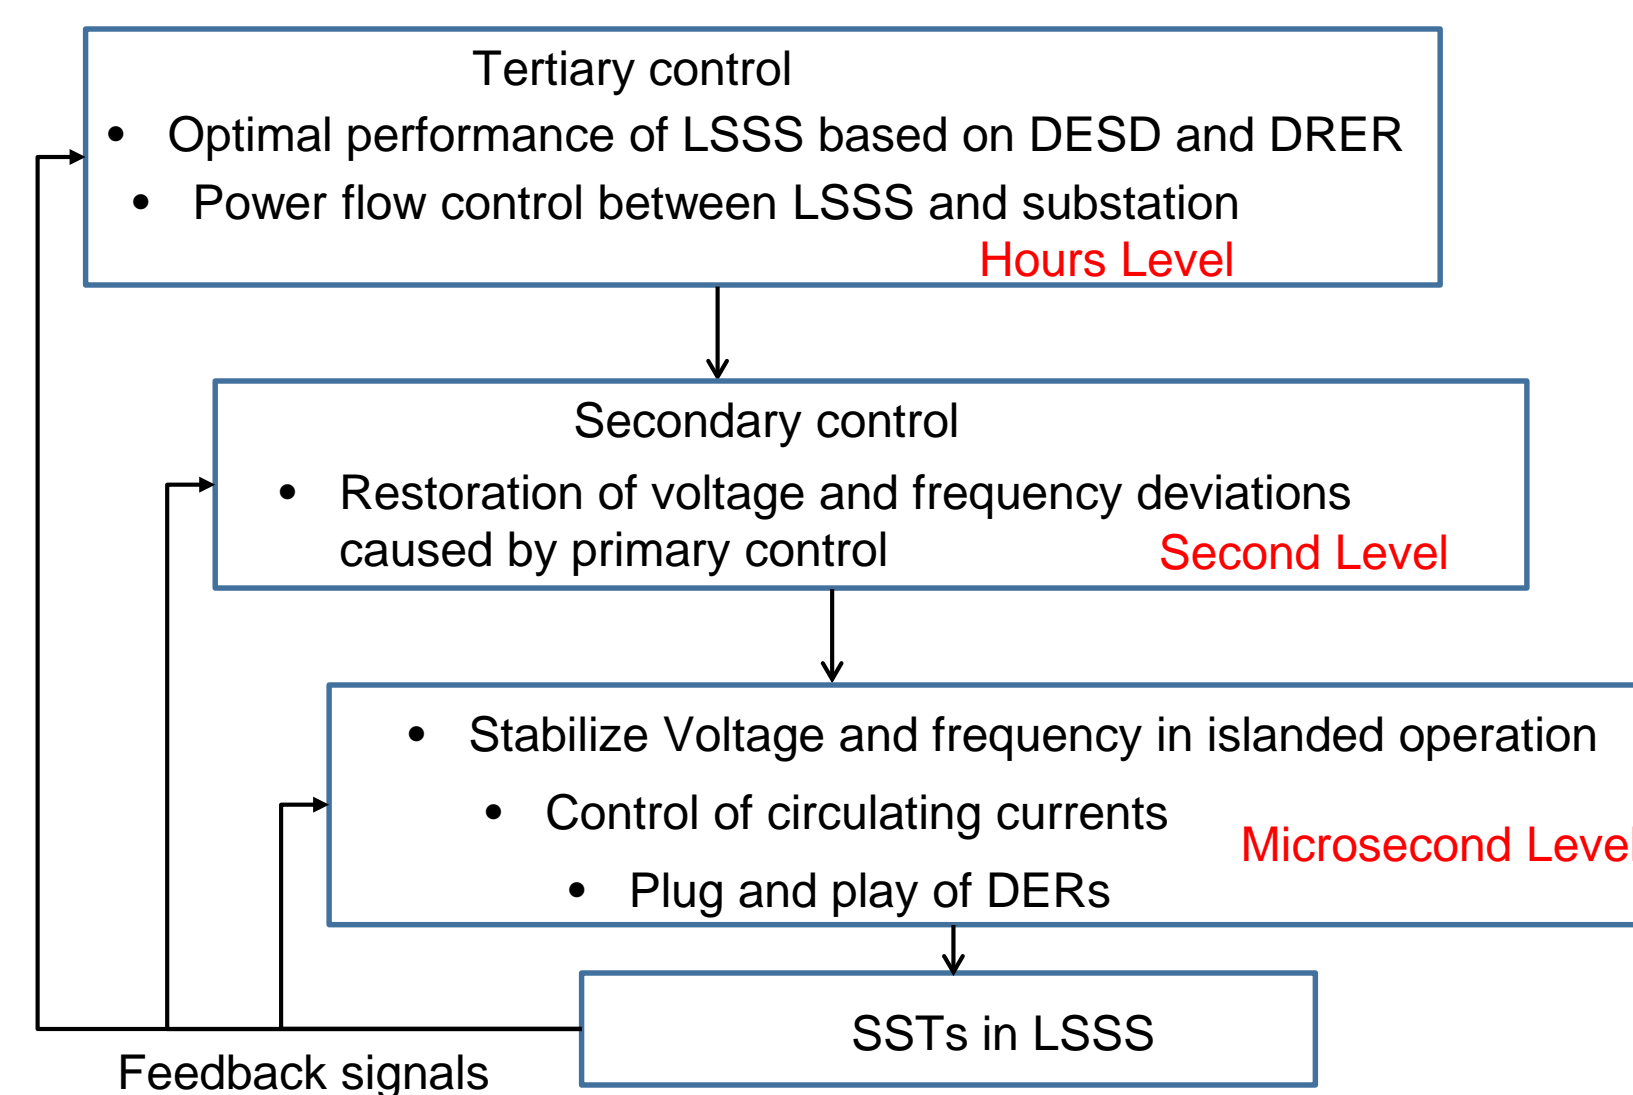 Tertiary control
• Optimal performance of LSSS based on DESD and DRER
• Power flow control between LSSS and substation
Hours Level
Secondary control
• Restoration of voltage and frequency deviations
caused by primary control
Second Level
• Stabilize Voltage and frequency in islanded operation
• Control of circulating currents
Microsecond Level
• Plug and play of DERs
SSTs in LSSS
Feedback signals